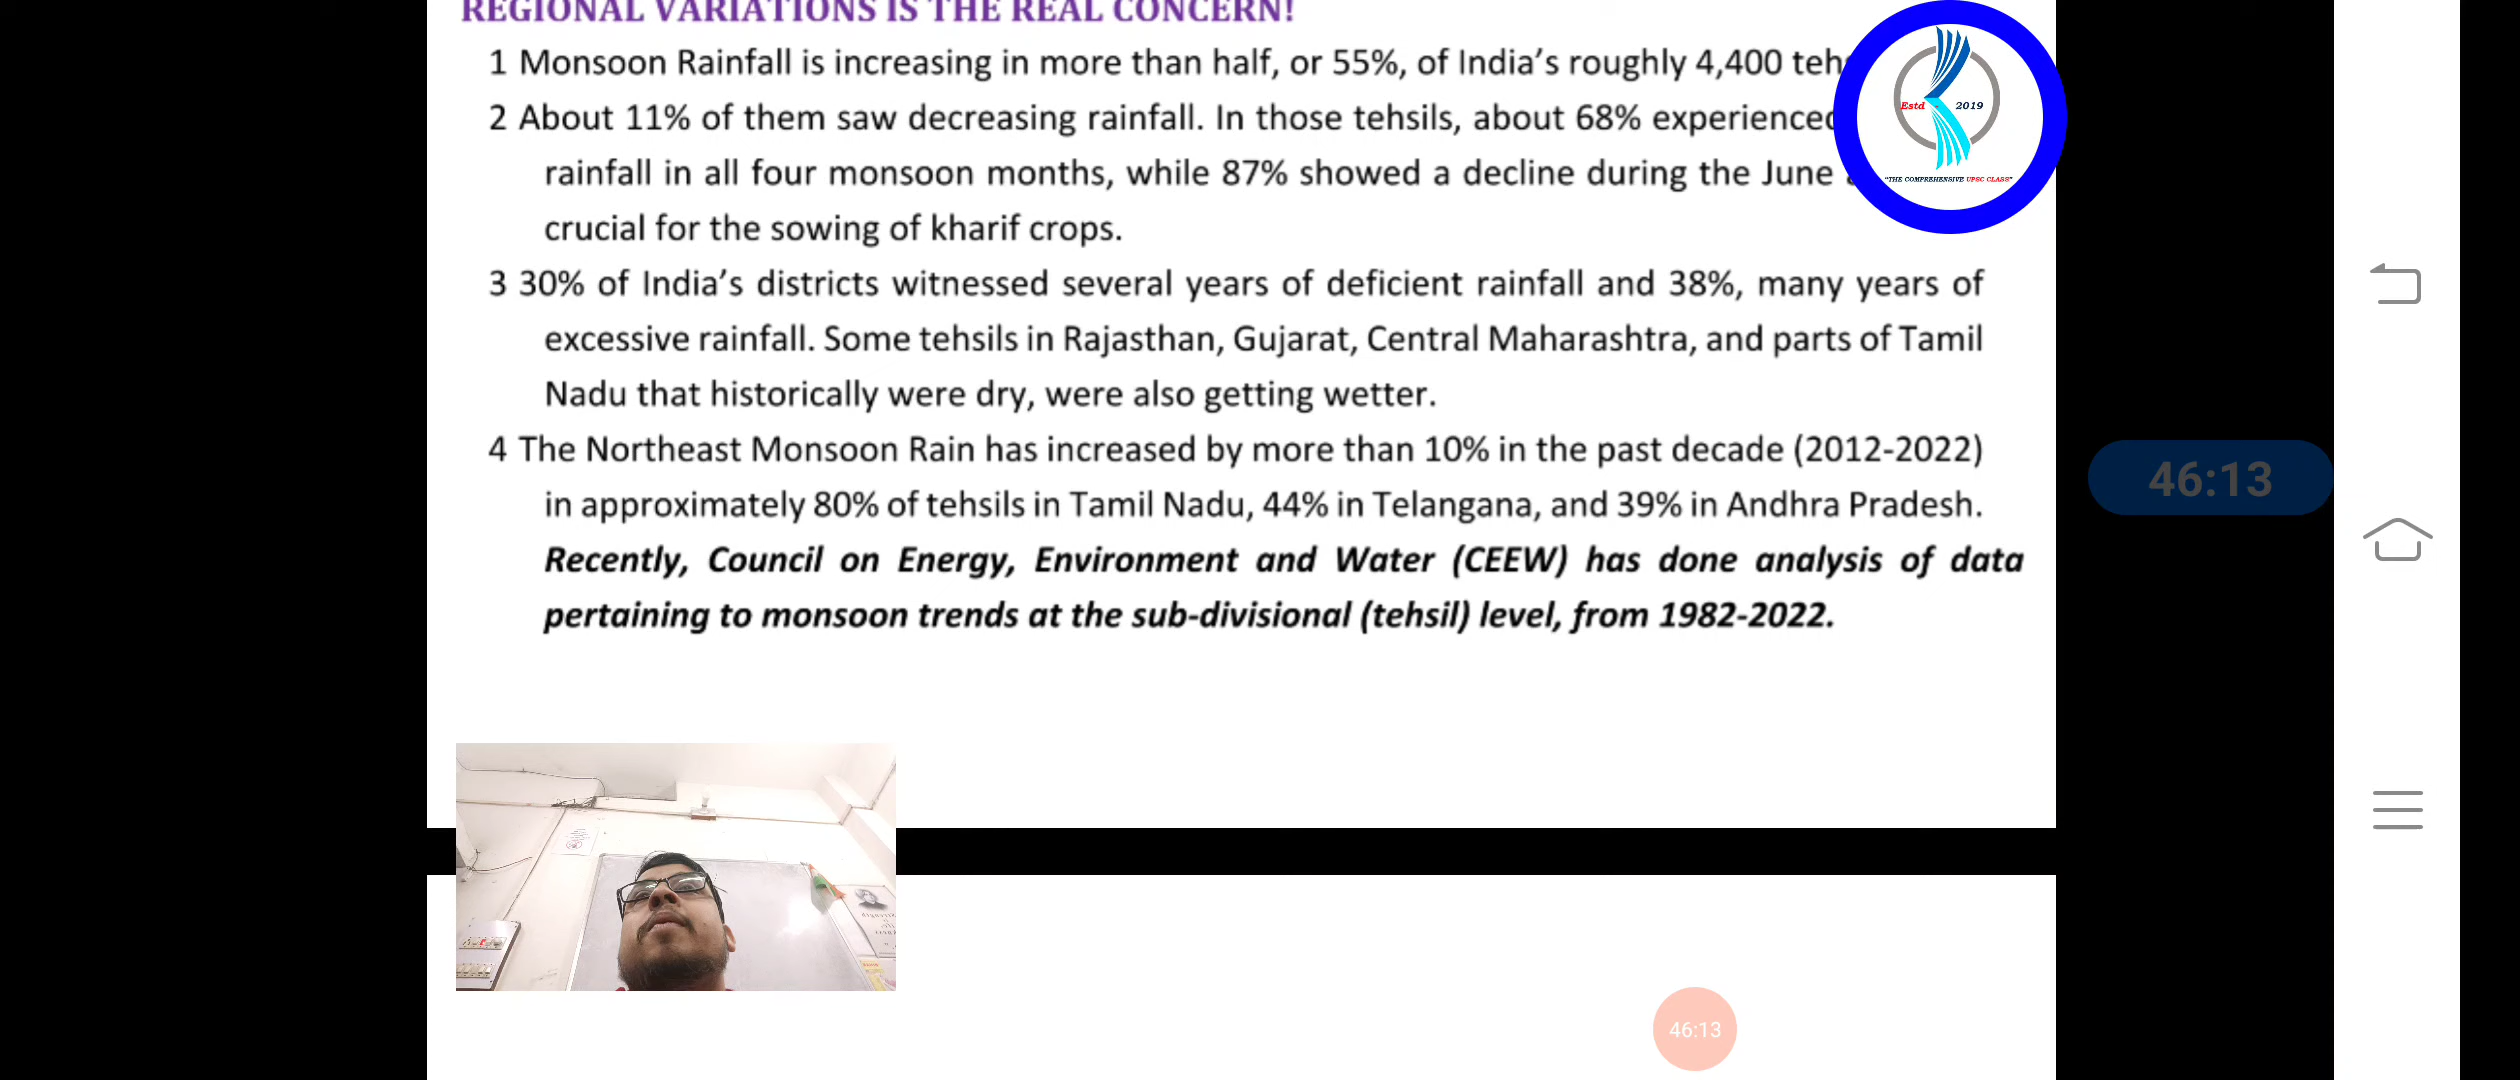 REGIONAL VARIATIONS IS THE REAL CONCERN!
1 Monsoon Rainfall is increasing in more than half, or 55%, of India's roughly 4,400
2 About 11% of them saw decreasing rainfall. In those tehsils, about 68% experienced
rainfall in all four monsoon months, while 87% showed a decline during the June
crucial for the sowing of kharif crops.
3 30% of India's districts witnessed several years of deficient rainfall and 38%, many years of
excessive rainfall. Some tehsils in Rajasthan, Gujarat, Central Maharashtra, and parts of Tamil
Nadu that historically were dry, were also getting wetter.
4 The Northeast Monsoon Rain has increased by more than 10% in the past decade (2012-2022)
in approximately 80% of tehsils in Tamil Nadu, 44% in Telangana, and 39% in Andhra Pradesh.
Recently, Council on Energy, Environment and Water (CEEW) has done analysis of data
pertaining to monsoon trends at the sub-divisional (tehsil) level, from 1982-2022.
Estd 2019
"THE COMPREHENSIVE UPSC CLASS"
46:13
46:13